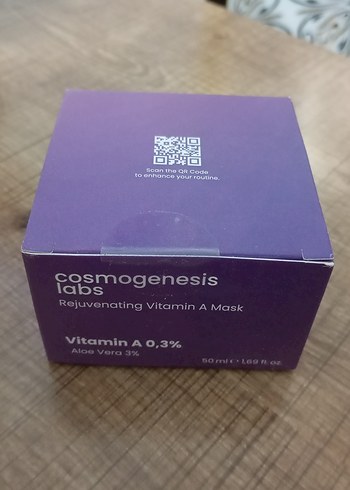 Scan the QR Code
to enhance your routine.
cosmogenesis
labs
Rejuvenating Vitamin A Mask
Vitamin A 0,3%
Aloe Vera 3%
50 ml e 1,69 fl oz.